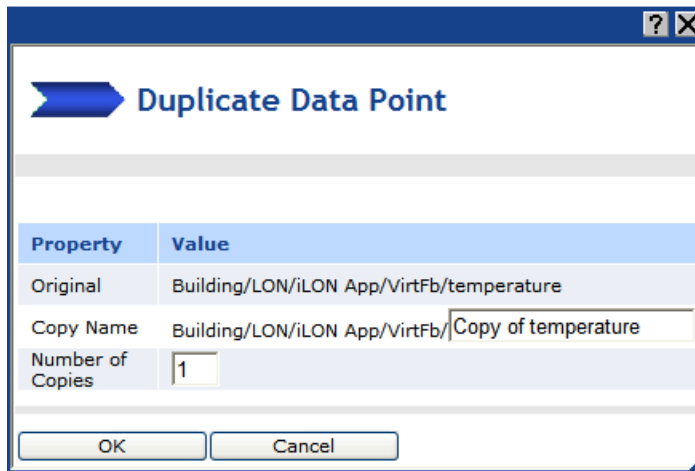 ?
Duplicate Data Point
Property Value
Original Building/LON/iLON App/VirtFb/temperature
Copy Name Building/LON/iLON App/VirtFb/ Copy of temperature
Number of
Copies 1
OK Cancel